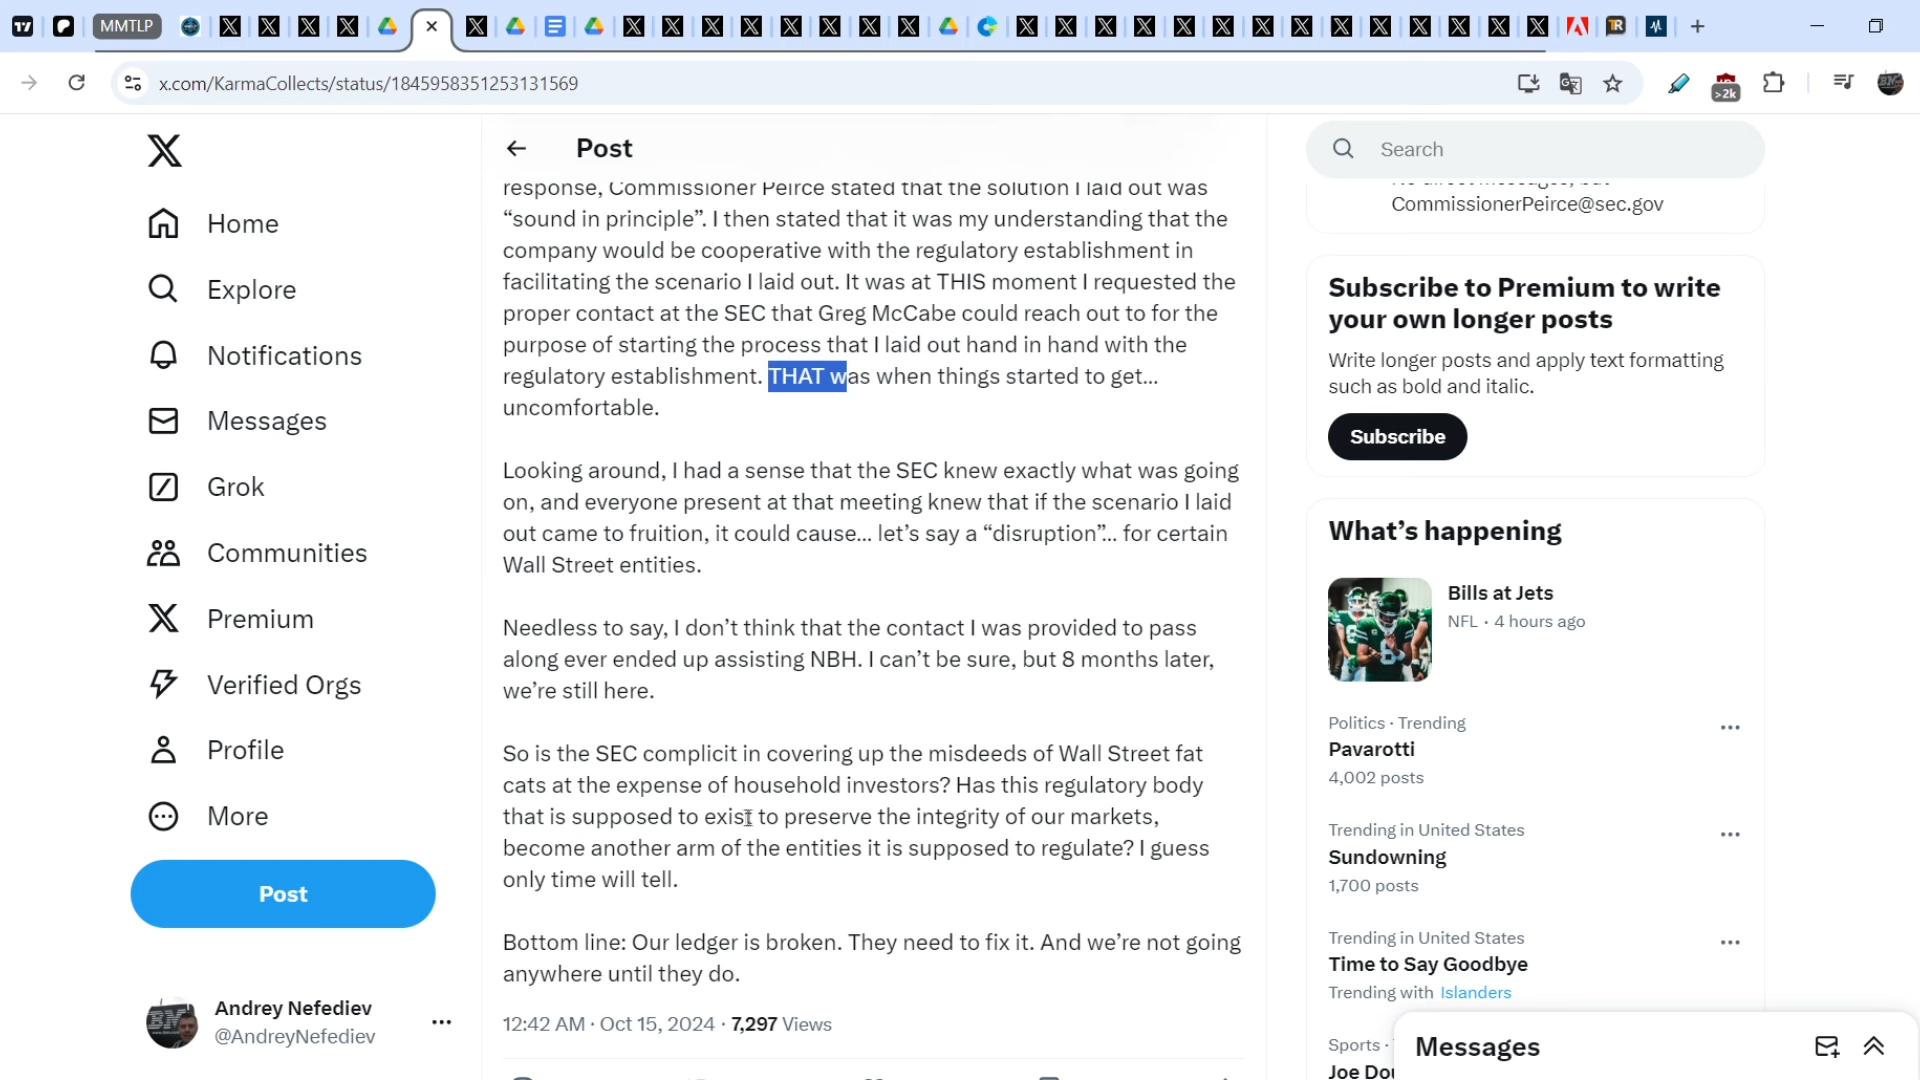 MMTLP
x.com/KarmaCollects/status/1845958351253131569
>2k
Post
Search
Home
Explore
Notifications
Messages
Grok
Communities
Premium
Verified Orgs
Profile
More
Post
Andrey Nefediev
@AndreyNefediev
response, Commissioner Peirce stated that the solution I laid out was
“sound in principle”. I then stated that it was my understanding that the
company would be cooperative with the regulatory establishment in
facilitating the scenario I laid out. It was at THIS moment I requested the
proper contact at the SEC that Greg McCabe could reach out to for the
purpose of starting the process that I laid out hand in hand with the
regulatory establishment. THAT was when things started to get…
uncomfortable.
Looking around, I had a sense that the SEC knew exactly what was going
on, and everyone present at that meeting knew that if the scenario I laid
out came to fruition, it could cause… let’s say a “disruption”… for certain
Wall Street entities.
Needless to say, I don’t think that the contact I was provided to pass
along ever ended up assisting NBH. I can’t be sure, but 8 months later,
we’re still here.
So is the SEC complicit in covering up the misdeeds of Wall Street fat
cats at the expense of household investors? Has this regulatory body
that is supposed to exist to preserve the integrity of our markets,
become another arm of the entities it is supposed to regulate? I guess
only time will tell.
Bottom line: Our ledger is broken. They need to fix it. And we’re not going
anywhere until they do.
12:42 AM · Oct 15, 2024 · 7,297 Views
CommissionerPeirce@sec.gov
Subscribe to Premium to write
your own longer posts
Write longer posts and apply text formatting
such as bold and italic.
Subscribe
What’s happening
Bills at Jets
NFL · 4 hours ago
Politics · Trending
Pavarotti
4,002 posts
Trending in United States
Sundowning
1,700 posts
Trending in United States
Time to Say Goodbye
Trending with Islanders
Sports ·
Joe Dou
Messages